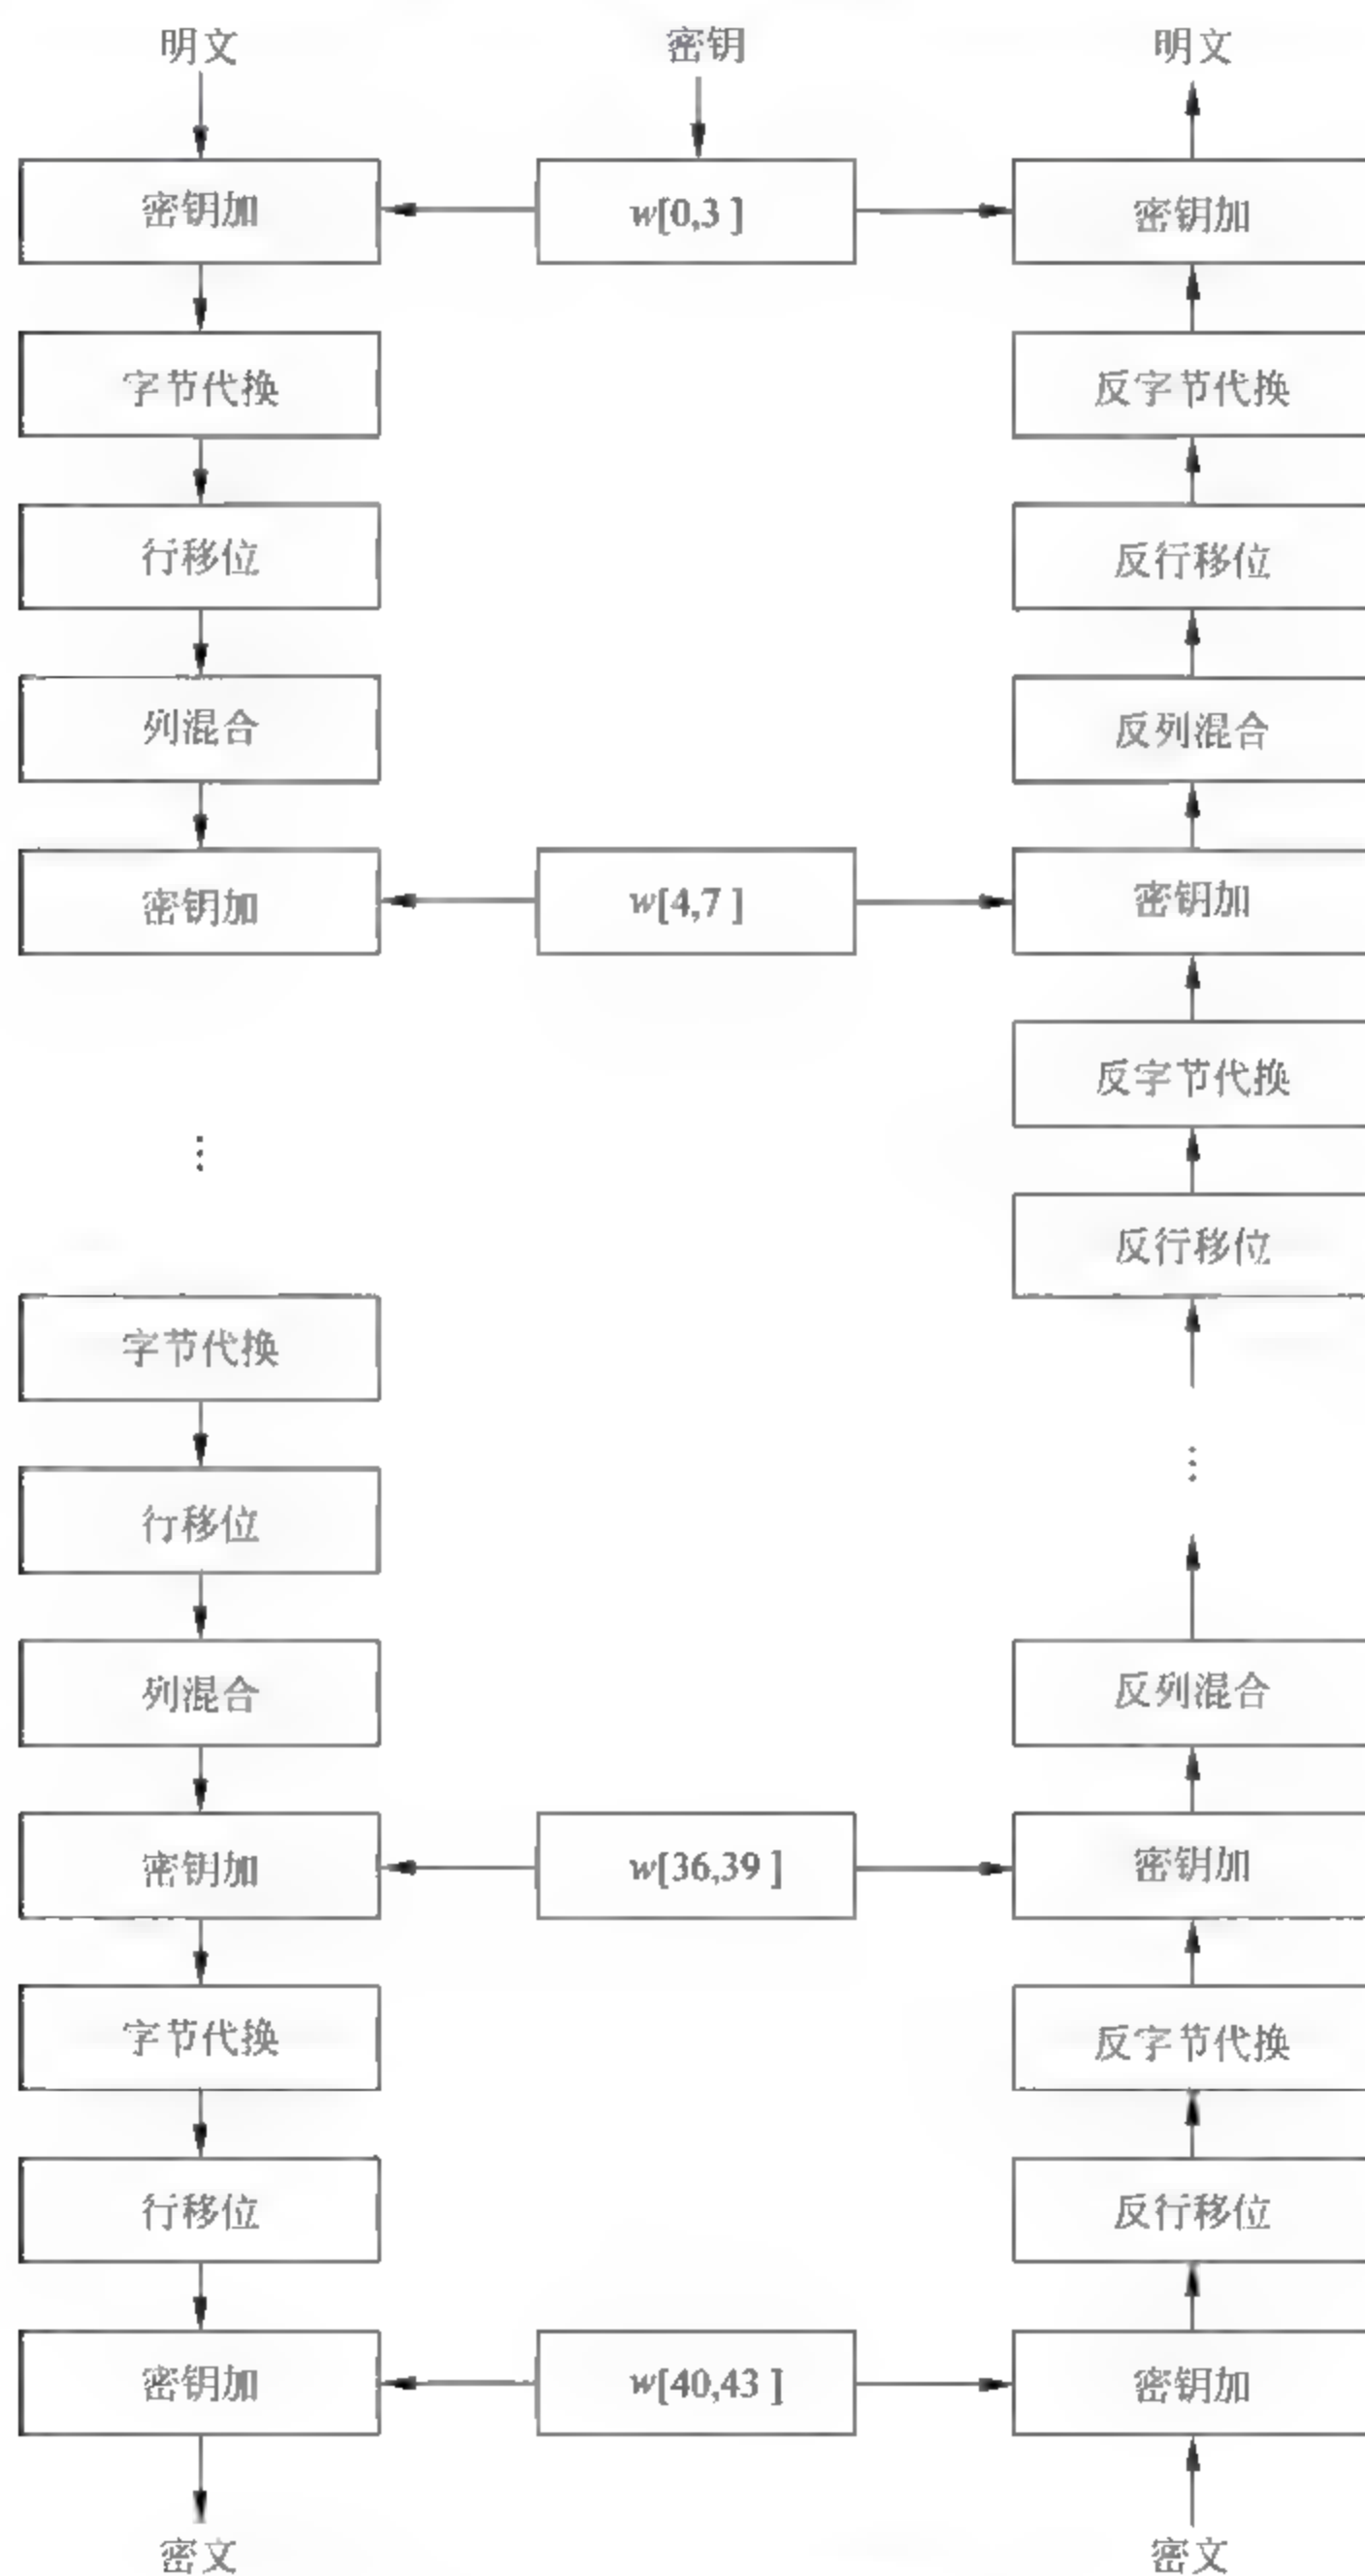 明文 密钥 明文
密钥加 w[0,3] 密钥加
字节代换 反字节代换
行移位 反行移位
列混合 反列混合
密钥加 w[4,7] 密钥加
反字节代换
⋮
反行移位
字节代换
⋮
行移位
列混合 反列混合
密钥加 w[36,39] 密钥加
字节代换 反字节代换
行移位 反行移位
密钥加 w[40,43] 密钥加
密文 密文